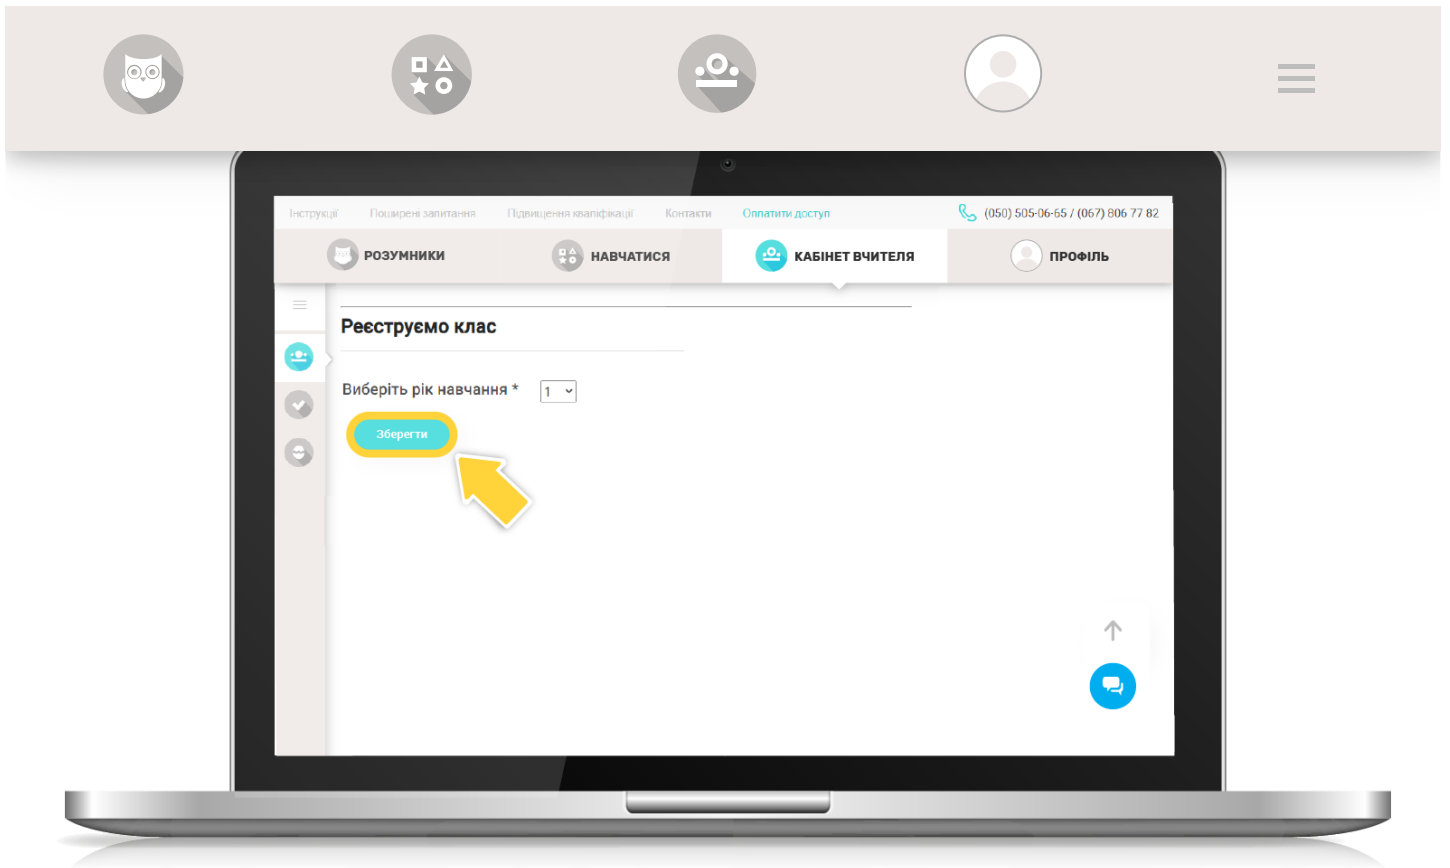 Інструкції Поширені запитання Підвищення кваліфікації Контакти Оплатити доступ (050) 505-06-65 / (067) 806 77 82
РОЗУМНИКИ НАВЧАТИСЯ КАБІНЕТ ВЧИТЕЛЯ ПРОФІЛЬ
Реєструємо клас
Виберіть рік навчання * 1
Зберегти